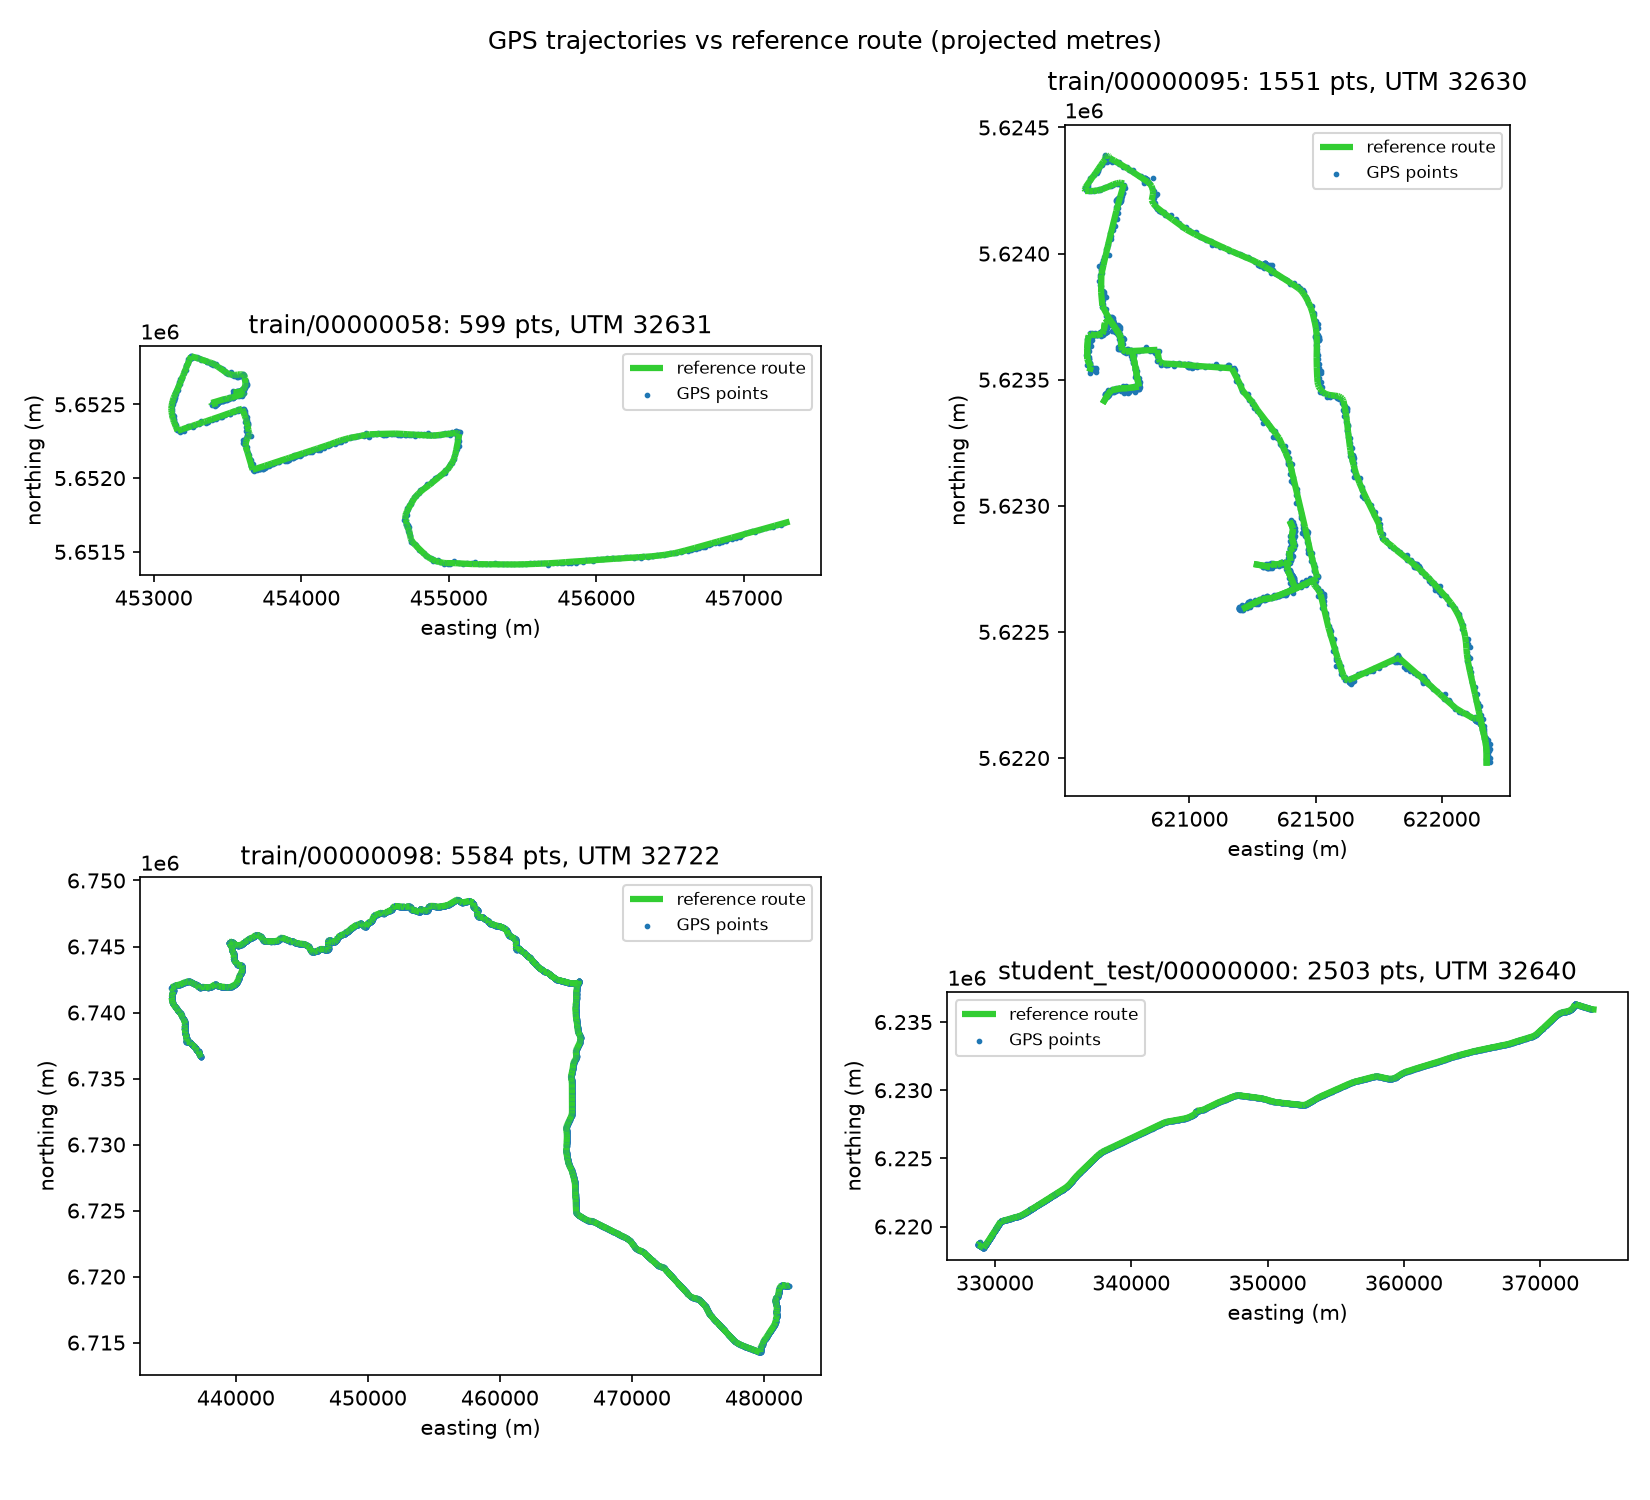 GPS trajectories vs reference route (projected metres)
train/00000058: 599 pts, UTM 32631
1e6
reference route
GPS points
northing (m)
5.6525
5.6520
5.6515
453000 454000 455000 456000 457000
easting (m)
train/00000095: 1551 pts, UTM 32630
1e6
reference route
GPS points
northing (m)
5.6245
5.6240
5.6235
5.6230
5.6225
5.6220
621000 621500 622000
easting (m)
train/00000098: 5584 pts, UTM 32722
1e6
reference route
GPS points
northing (m)
6.750
6.745
6.740
6.735
6.730
6.725
6.720
6.715
440000 450000 460000 470000 480000
easting (m)
student_test/00000000: 2503 pts, UTM 32640
1e6
reference route
GPS points
northing (m)
6.235
6.230
6.225
6.220
330000 340000 350000 360000 370000
easting (m)